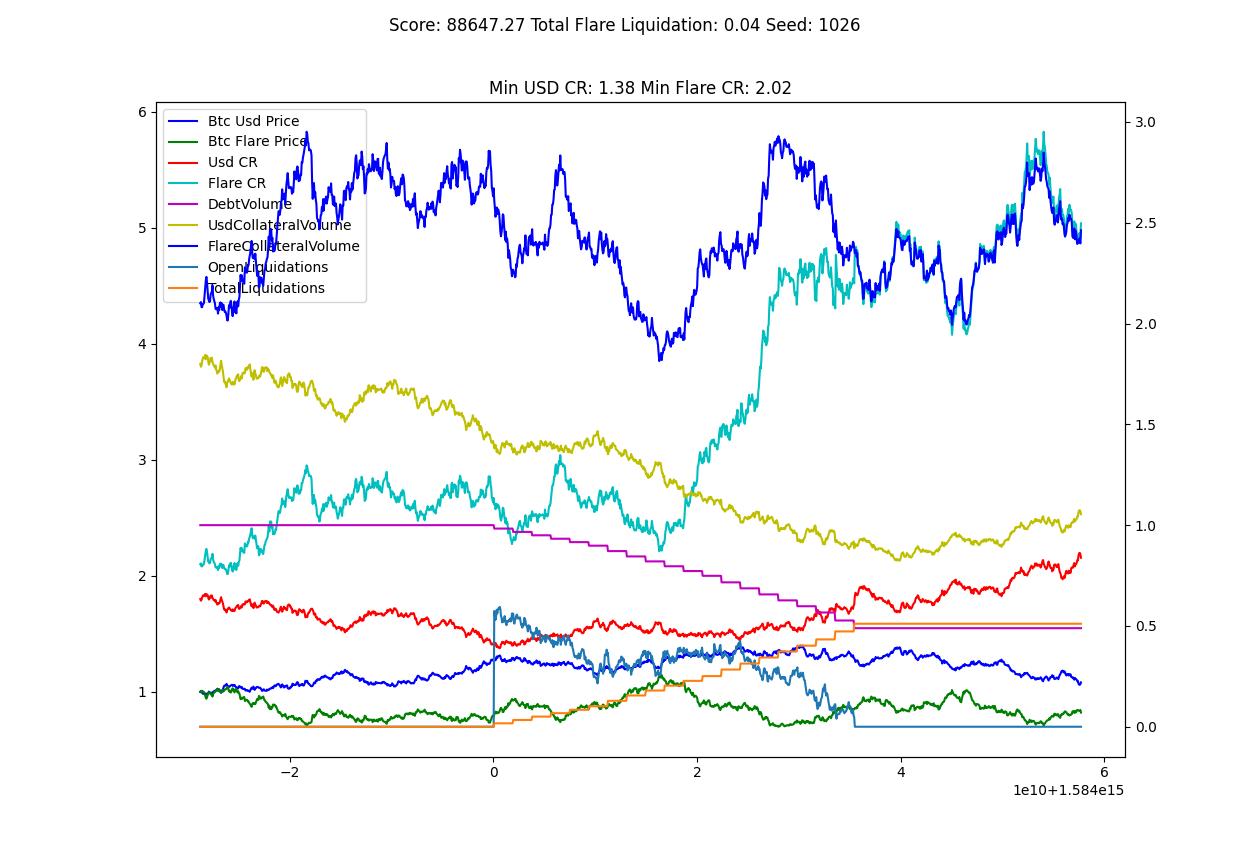 Score: 88647.27 Total Flare Liquidation: 0.04 Seed: 1026
Min USD CR: 1.38 Min Flare CR: 2.02
Btc Usd Price
Btc Flare Price
Usd CR
Flare CR
DebtVolume
UsdCollateralVolume
FlareCollateralVolume
OpenLiquidations
TotalLiquidations
6
5
4
3
2
1
3.0
2.5
2.0
1.5
1.0
0.5
0.0
−2
0
2
4
6
1e10+1.584e15